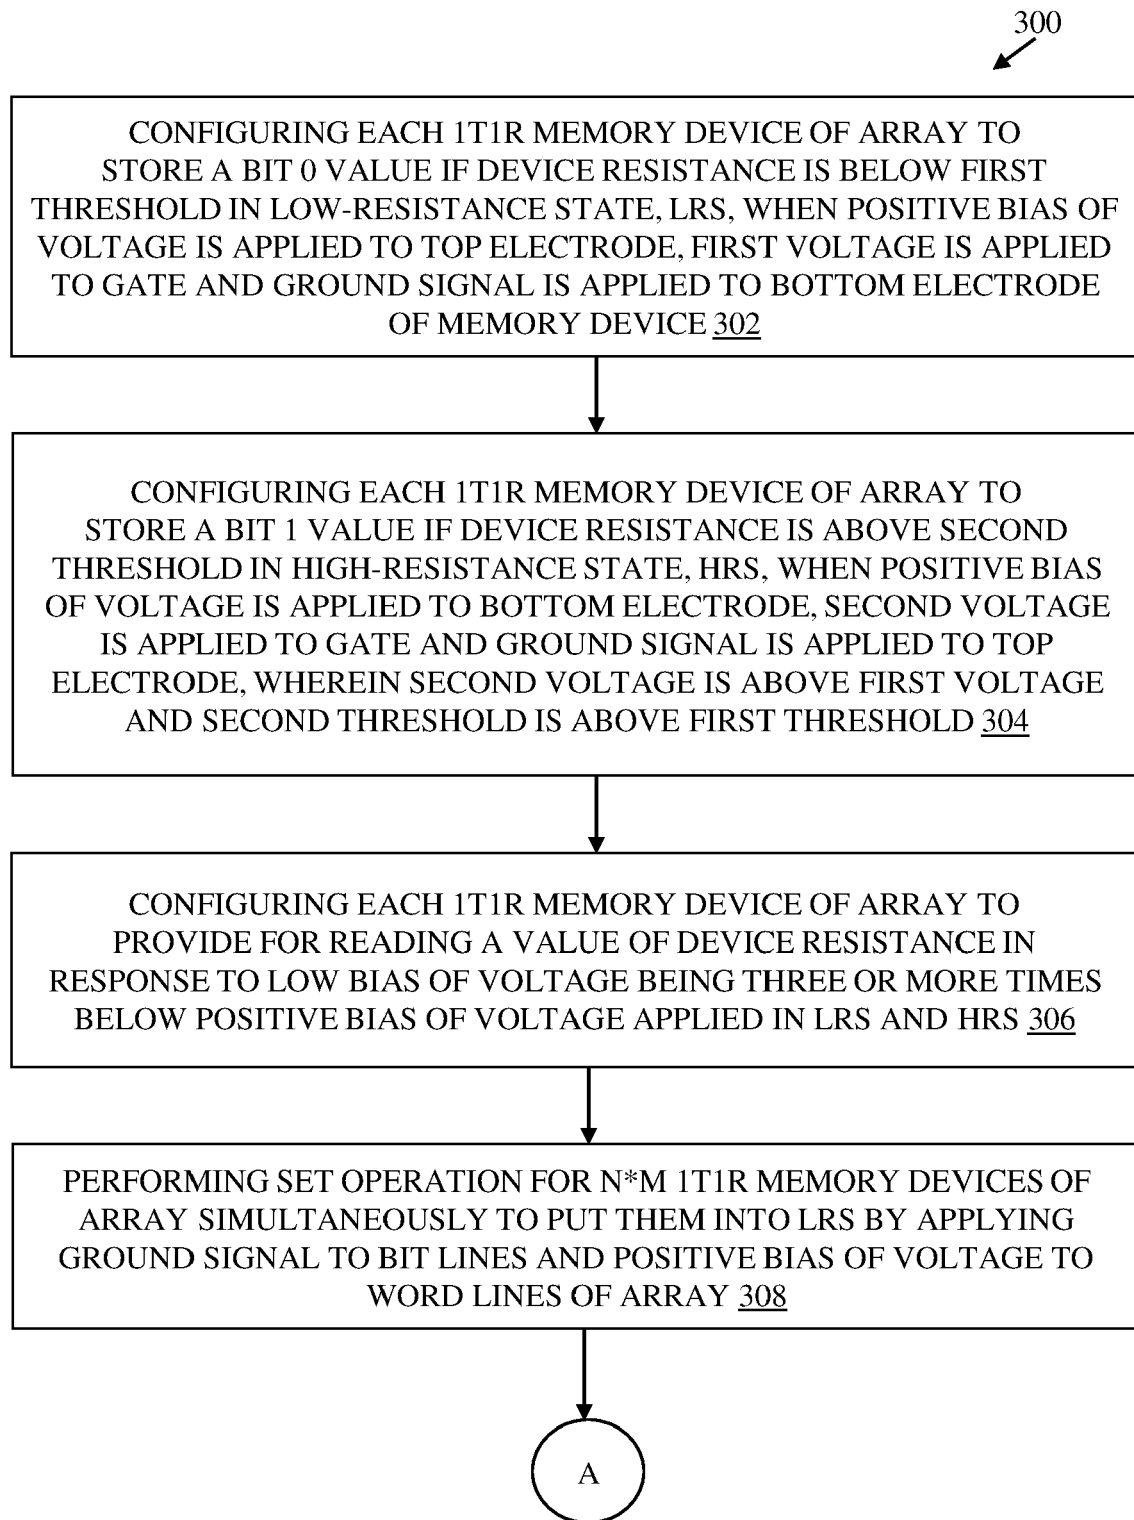 300
CONFIGURING EACH 1T1R MEMORY DEVICE OF ARRAY TO
STORE A BIT 0 VALUE IF DEVICE RESISTANCE IS BELOW FIRST
THRESHOLD IN LOW-RESISTANCE STATE, LRS, WHEN POSITIVE BIAS OF
VOLTAGE IS APPLIED TO TOP ELECTRODE, FIRST VOLTAGE IS APPLIED
TO GATE AND GROUND SIGNAL IS APPLIED TO BOTTOM ELECTRODE
OF MEMORY DEVICE 302
CONFIGURING EACH 1T1R MEMORY DEVICE OF ARRAY TO
STORE A BIT 1 VALUE IF DEVICE RESISTANCE IS ABOVE SECOND
THRESHOLD IN HIGH-RESISTANCE STATE, HRS, WHEN POSITIVE BIAS
OF VOLTAGE IS APPLIED TO BOTTOM ELECTRODE, SECOND VOLTAGE
IS APPLIED TO GATE AND GROUND SIGNAL IS APPLIED TO TOP
ELECTRODE, WHEREIN SECOND VOLTAGE IS ABOVE FIRST VOLTAGE
AND SECOND THRESHOLD IS ABOVE FIRST THRESHOLD 304
CONFIGURING EACH 1T1R MEMORY DEVICE OF ARRAY TO
PROVIDE FOR READING A VALUE OF DEVICE RESISTANCE IN
RESPONSE TO LOW BIAS OF VOLTAGE BEING THREE OR MORE TIMES
BELOW POSITIVE BIAS OF VOLTAGE APPLIED IN LRS AND HRS 306
PERFORMING SET OPERATION FOR N*M 1T1R MEMORY DEVICES OF
ARRAY SIMULTANEOUSLY TO PUT THEM INTO LRS BY APPLYING
GROUND SIGNAL TO BIT LINES AND POSITIVE BIAS OF VOLTAGE TO
WORD LINES OF ARRAY 308
A